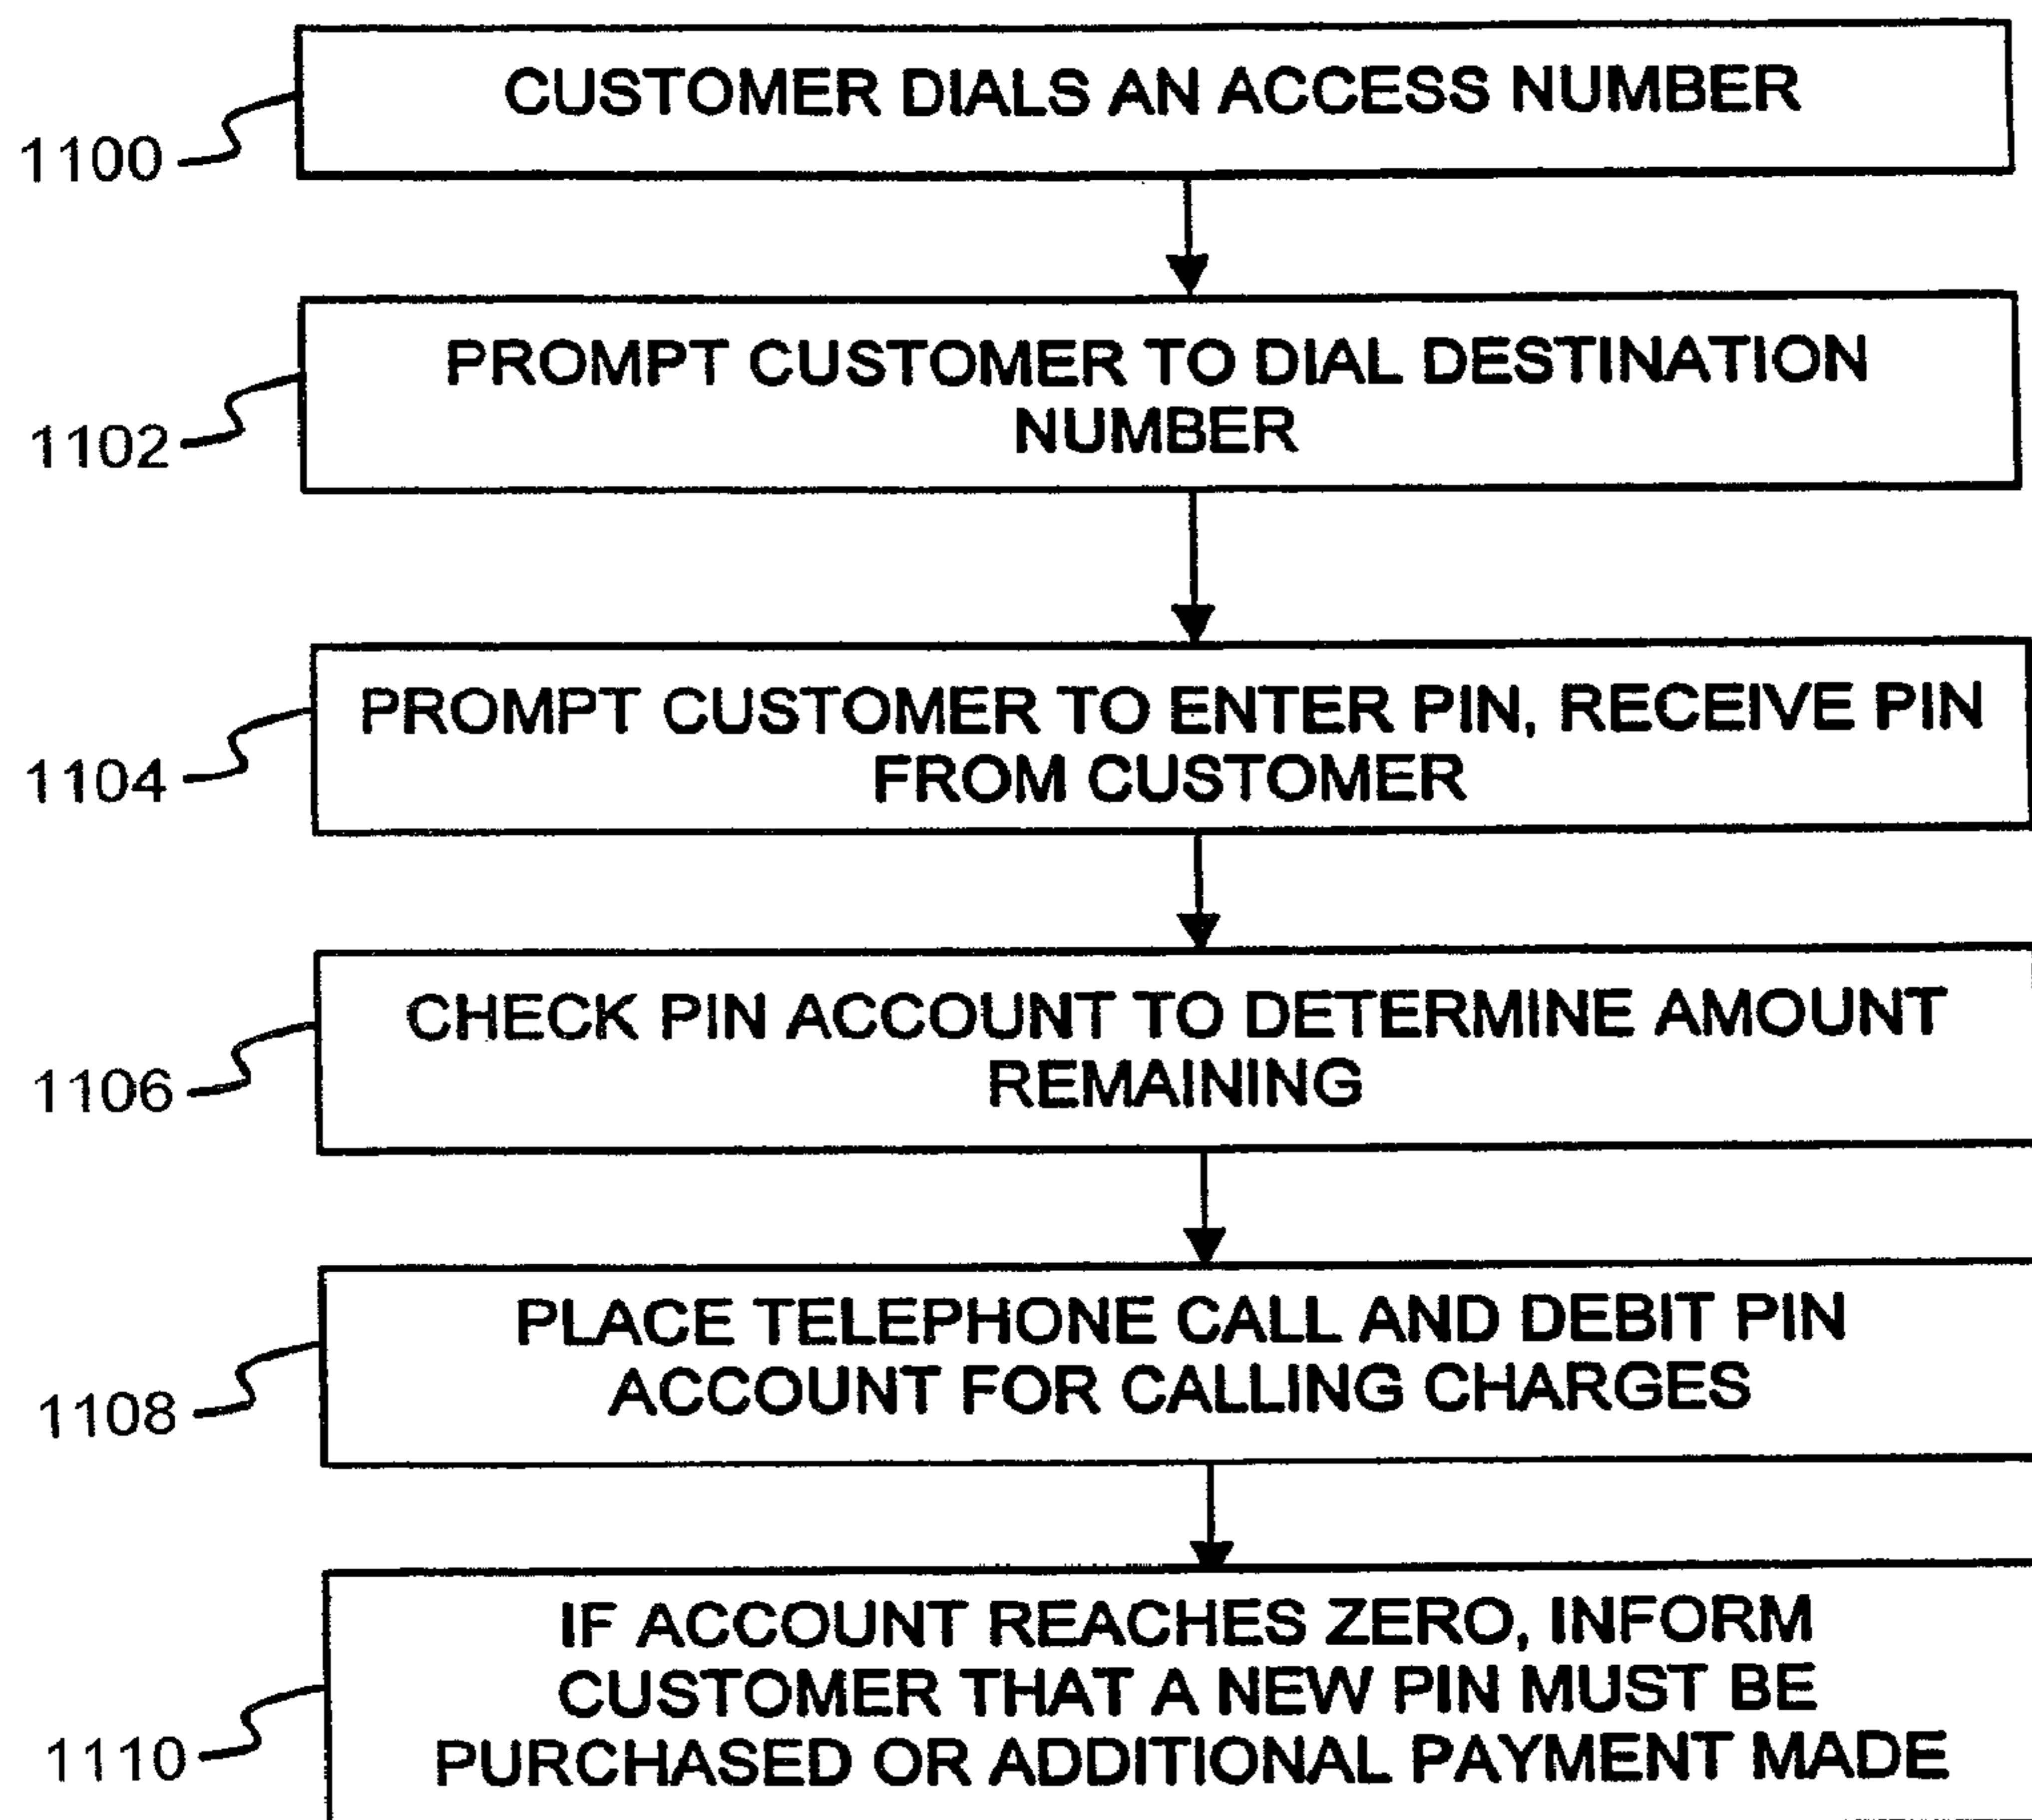 CUSTOMER DIALS AN ACCESS NUMBER
1100
PROMPT CUSTOMER TO DIAL DESTINATION
NUMBER
1102
PROMPT CUSTOMER TO ENTER PIN, RECEIVE PIN
FROM CUSTOMER
1104
CHECK PIN ACCOUNT TO DETERMINE AMOUNT
REMAINING
1106
PLACE TELEPHONE CALL AND DEBIT PIN
ACCOUNT FOR CALLING CHARGES
1108
IF ACCOUNT REACHES ZERO, INFORM
CUSTOMER THAT A NEW PIN MUST BE
PURCHASED OR ADDITIONAL PAYMENT MADE
1110